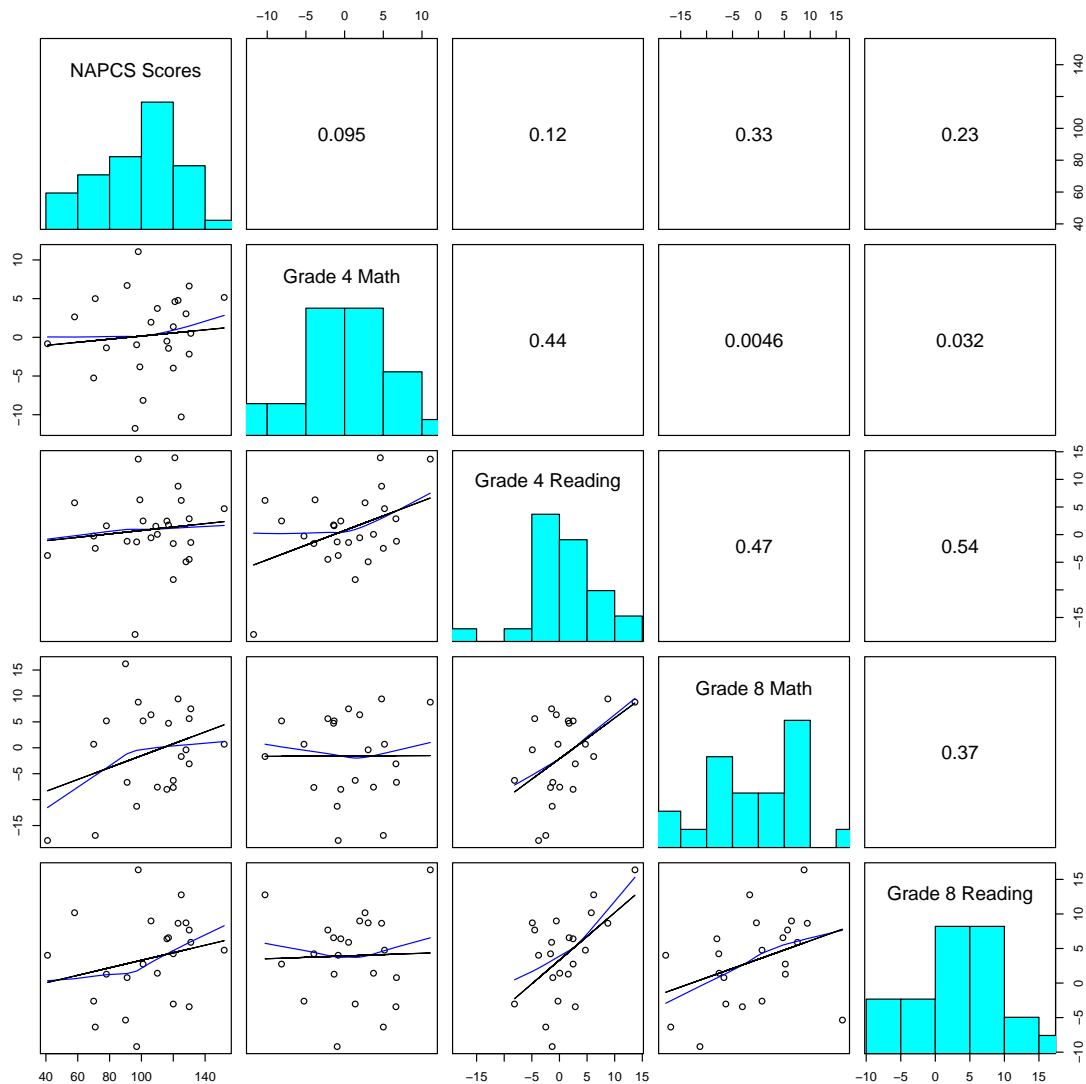 −10 −5 0 5 10 −15 −5 0 5 10
NAPCS Scores 0.095 0.12 0.33 0.23
40 60 80 100 140
Grade 4 Math 0.44 0.0046 0.032
−10 −5 0 5 10
Grade 4 Reading 0.47 0.54
−15 −5 0 5 10 15
Grade 8 Math 0.37
−15 −5 0 5 10 15
Grade 8 Reading
−10 −5 0 5 10 15
40 60 80 100 140 −15 −5 0 5 10 15 −10 −5 0 5 10 15